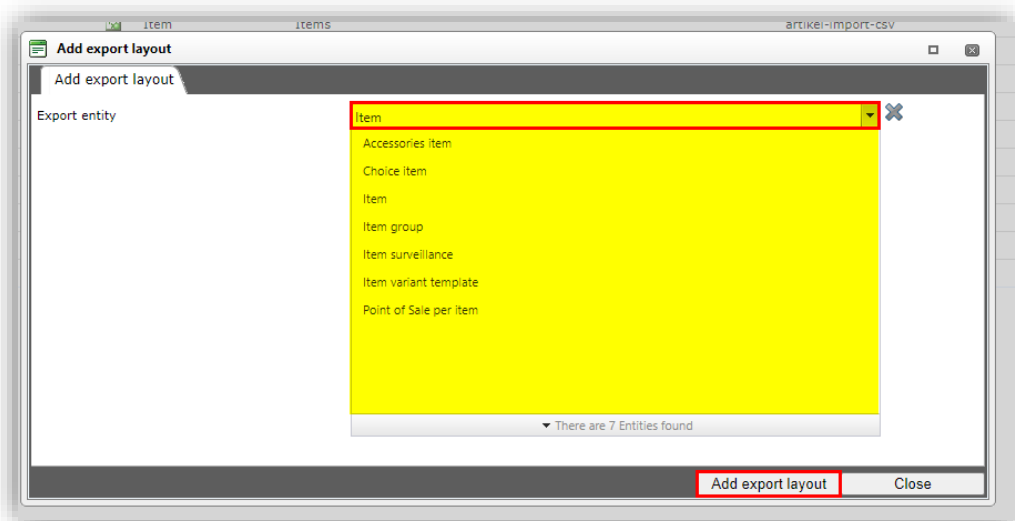 Item Items artikel-import-csv
Add export layout
Add export layout
Export entity
Item
Accessories item
Choice item
Item
Item group
Item surveillance
Item variant template
Point of Sale per item
There are 7 Entities found
Add export layout Close